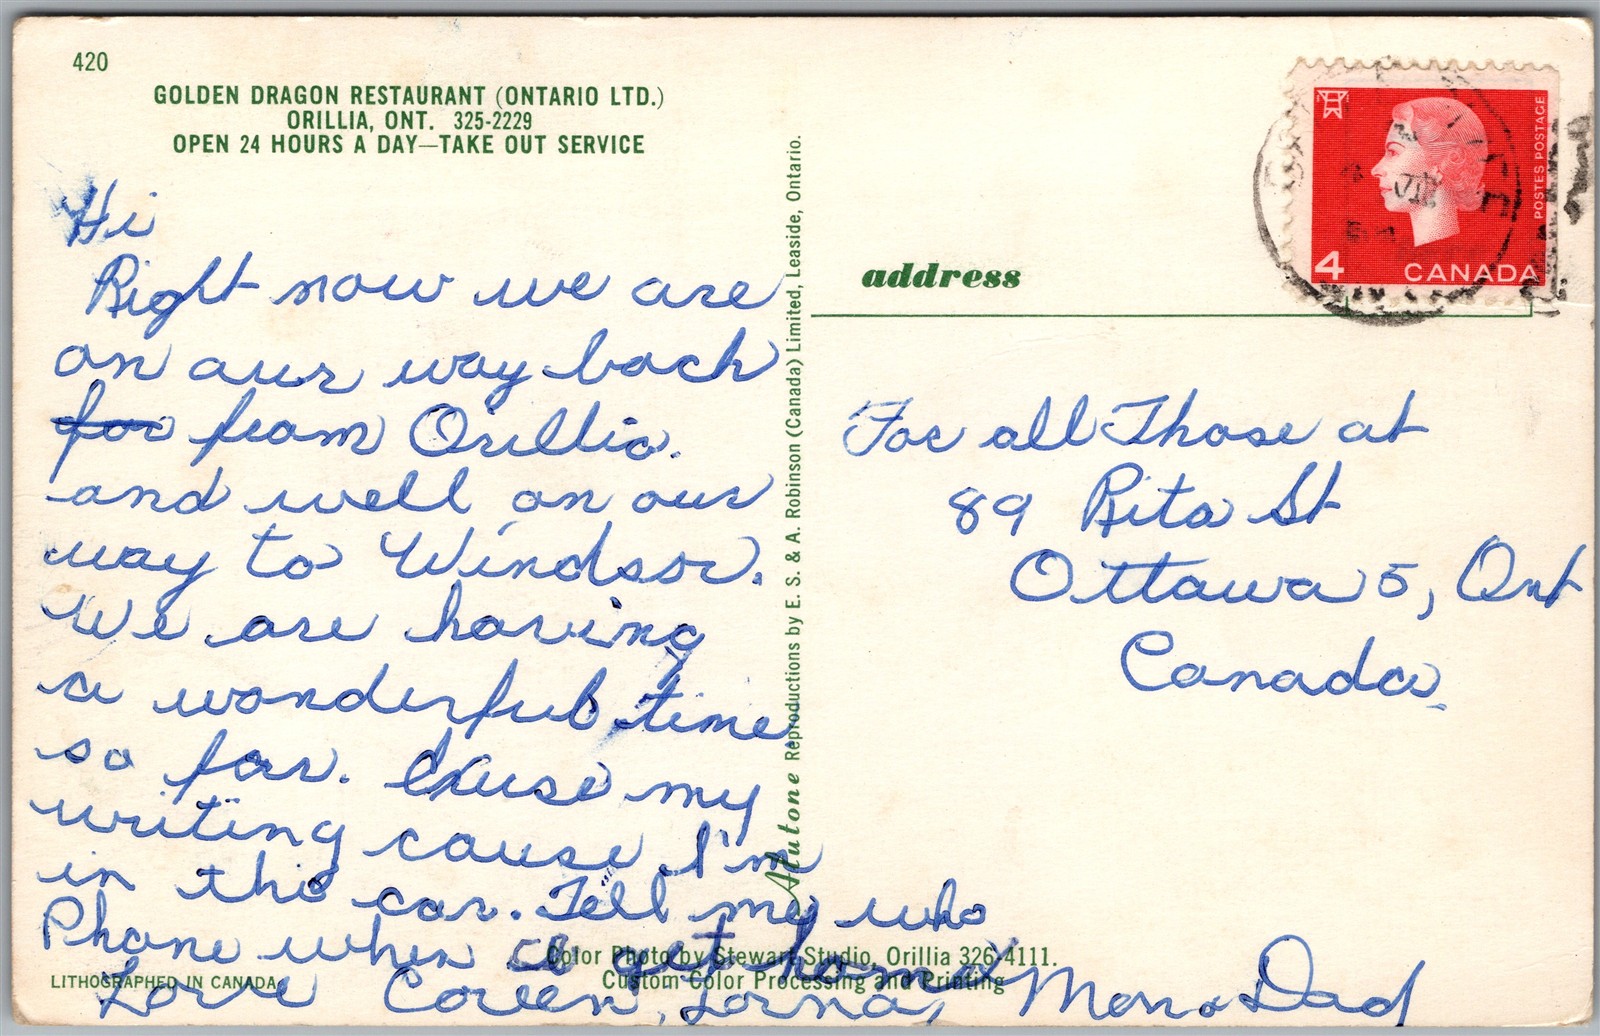 420
GOLDEN DRAGON RESTAURANT (ONTARIO LTD.)
ORILLIA, ONT. 325-2229
OPEN 24 HOURS A DAY—TAKE OUT SERVICE
Hi
Right now we are
on our way back
for from Orillia.
and well on our
way to Windsor.
We are having
a wonderful time
so far. Exuse my
writing cause I'm
in the car. Tell my who
Phone when I get home
Love Coreen, Lorna, Mom & Dad
LITHOGRAPHED IN CANADA
Color Photo by Stewart Studio, Orillia 326-4111.
Custom Color Processing and Printing
Autone Reproductions by E. S. & A. Robinson (Canada) Limited, Leaside, Ontario.
address
POSTES POSTAGE
4 CANADA
For all Those at
89 Rita St
Ottawa 5, Ont
Canada